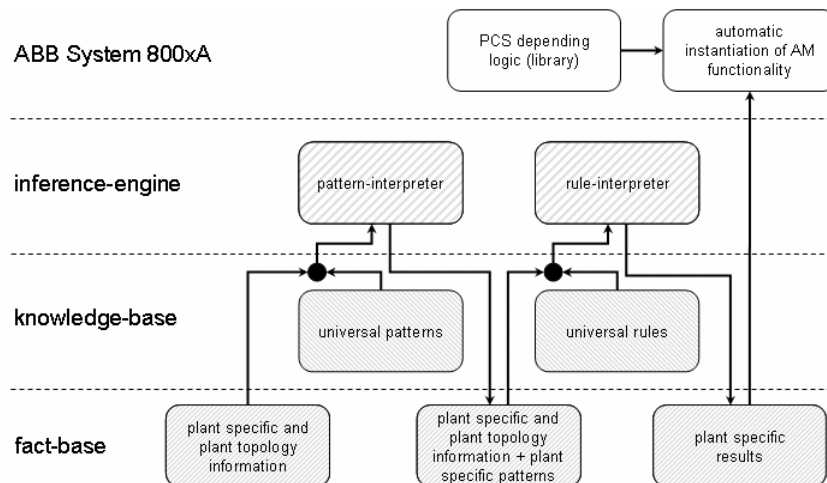 ABB System 800xA
PCS depending
logic (library)
automatic
instantiation of AM
functionality
inference-engine
pattern-interpreter
rule-interpreter
knowledge-base
universal patterns
universal rules
fact-base
plant specific and
plant topology
information
plant specific and
plant topology
information + plant
specific patterns
plant specific
results